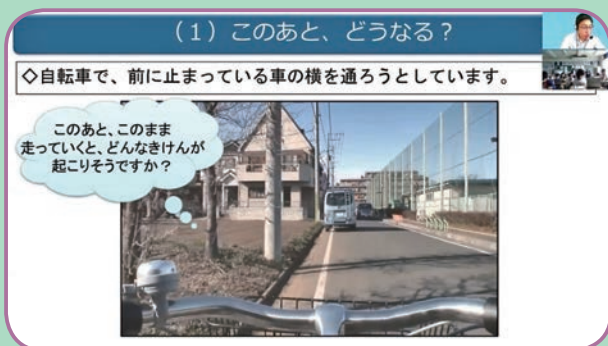 （1）このあと、どうなる？
◇自転車で、前に止まっている車の横を通ろうとしています。
このあと、このまま
走っていくと、どんなきけんが
起こりそうですか？